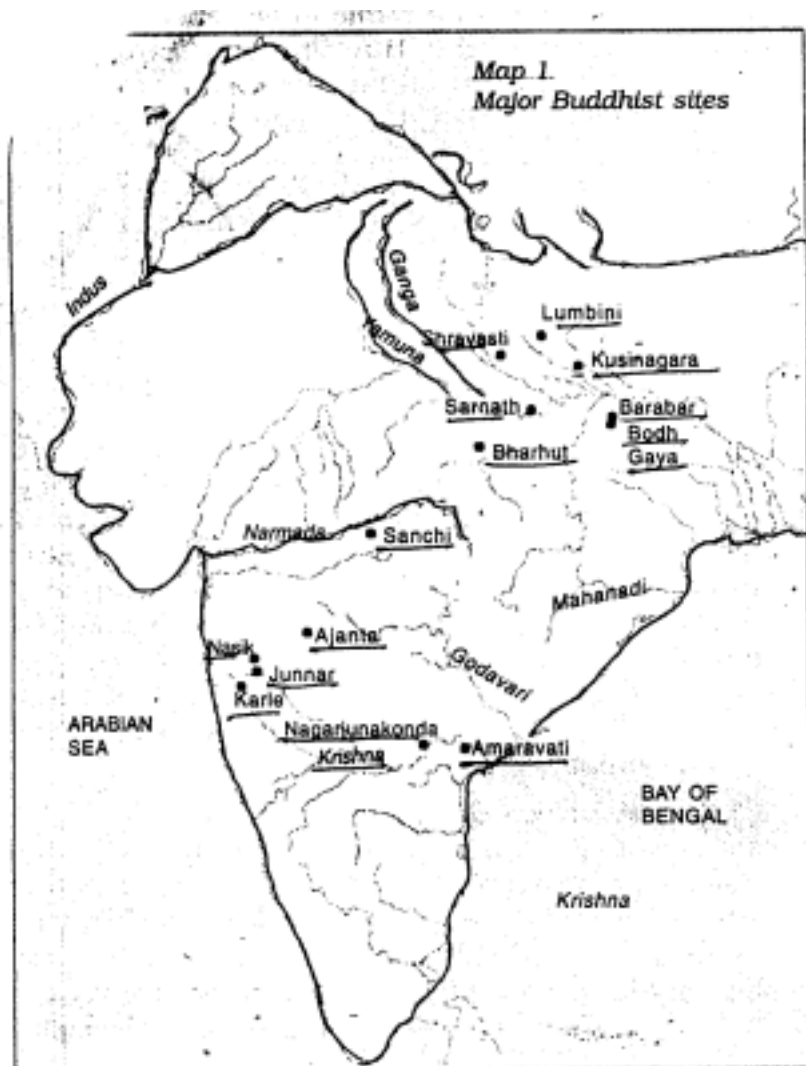 Map 1.
Major Buddhist sites
Indus
Ganga
Yamuna
Lumbini
Shravasti
Kusinagara
Sarnath
Barabar
Bodh
Gaya
Bharhut
Narmada
Sanchi
Mahanadi
Ajanta
Nasik
Junnar
Godavari
Karle
ARABIAN
SEA
Nagarjunakonda
Krishna
Amaravati
BAY OF
BENGAL
Krishna